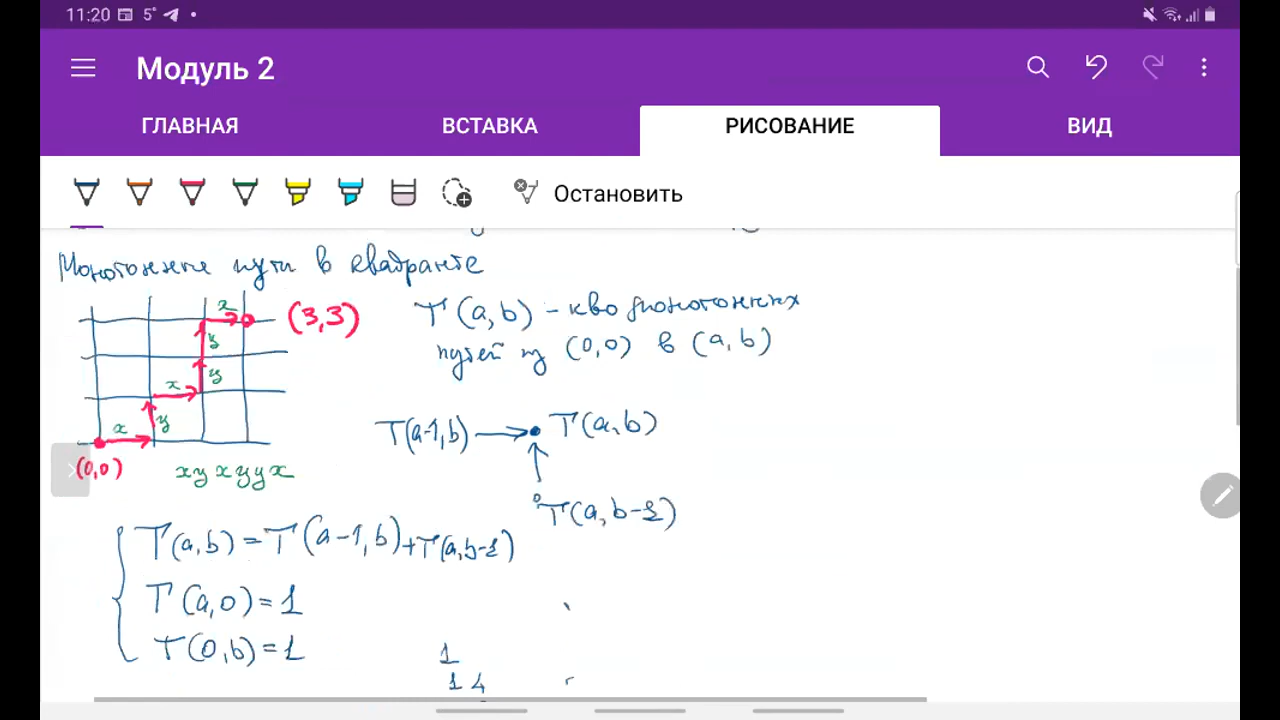 11:20 5°
Модуль 2
ГЛАВНАЯ ВСТАВКА РИСОВАНИЕ ВИД
Остановить
Монотонные пути в квадранте
T(a,b) - кво монотонных
путей из (0,0) в (a,b)
(3,3)
x
y
y
x
y
x
(0,0)
xyxyyx
T(a-1,b) → T(a,b)
T(a,b-1)
T(a,b)=T(a-1,b)+T(a,b-1)
T(a,0)=1
T(0,b)=1
1
1 4